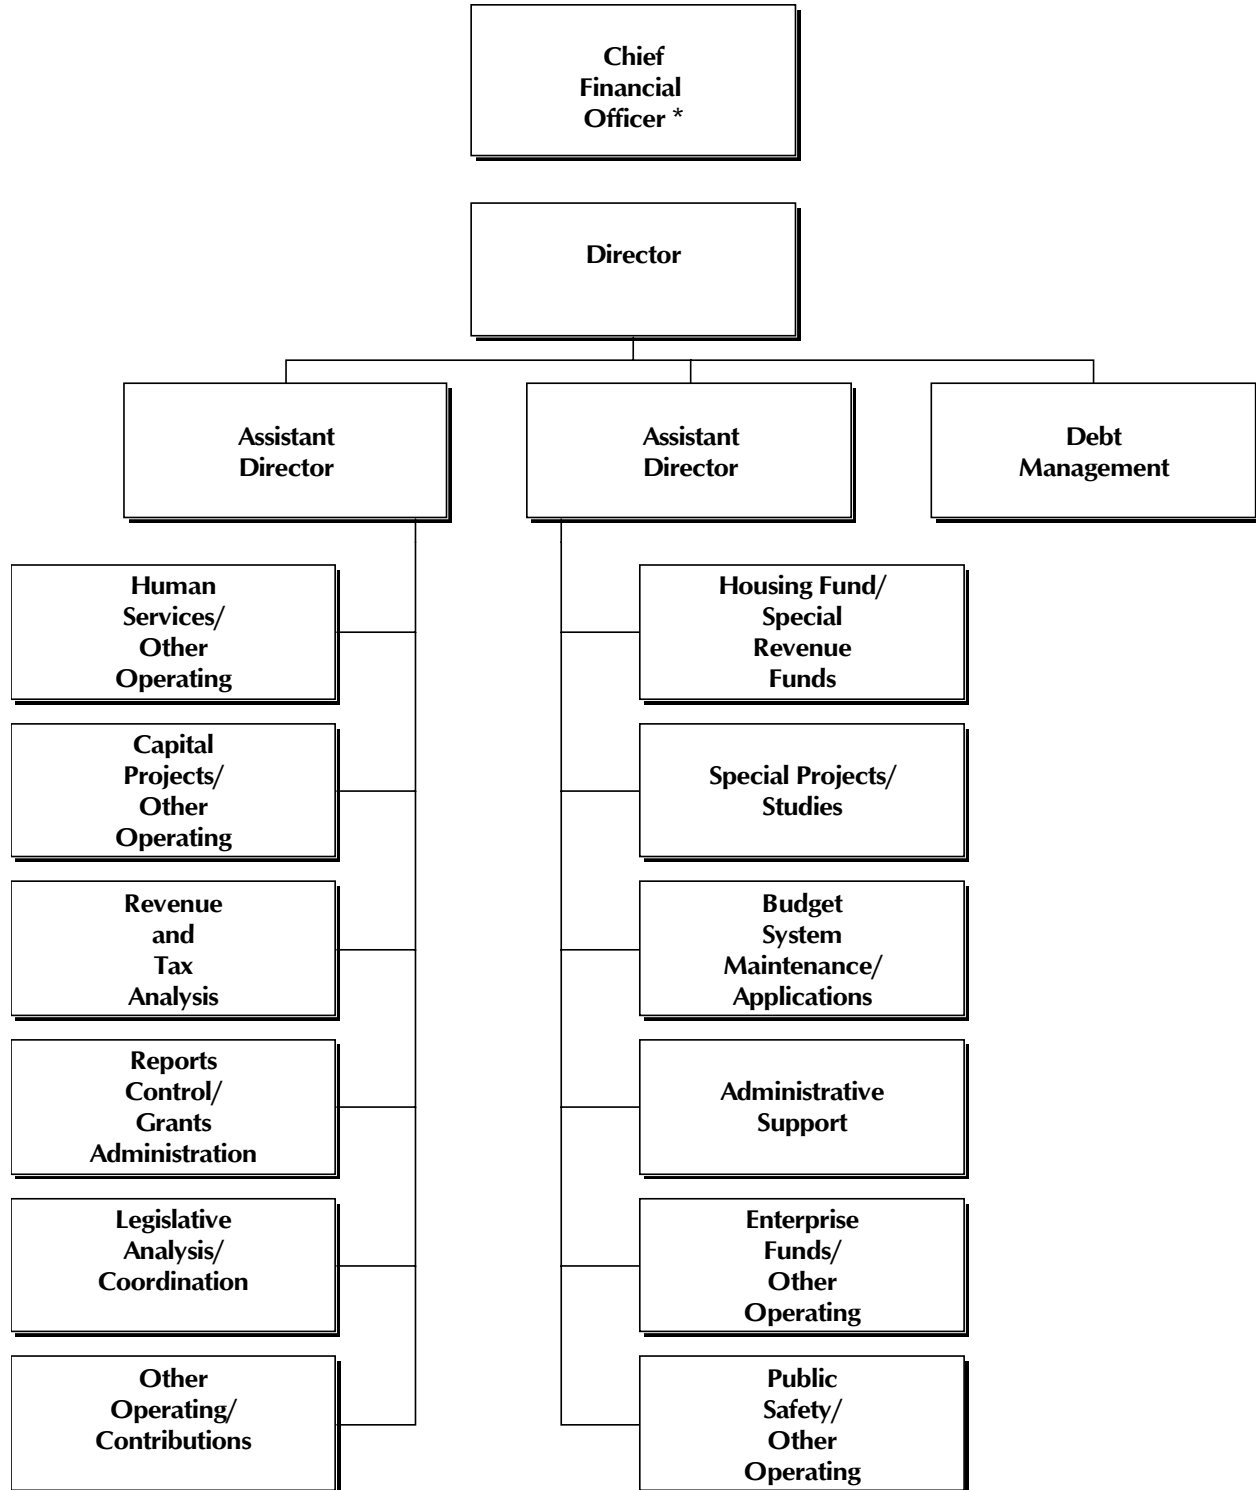 Chief
Financial
Officer *
Director
Assistant
Director
Assistant
Director
Debt
Management
Human
Services/
Other
Operating
Housing Fund/
Special
Revenue
Funds
Capital
Projects/
Other
Operating
Special Projects/
Studies
Revenue
and
Tax
Analysis
Budget
System
Maintenance/
Applications
Reports
Control/
Grants
Administration
Administrative
Support
Legislative
Analysis/
Coordination
Enterprise
Funds/
Other
Operating
Other
Operating/
Contributions
Public
Safety/
Other
Operating